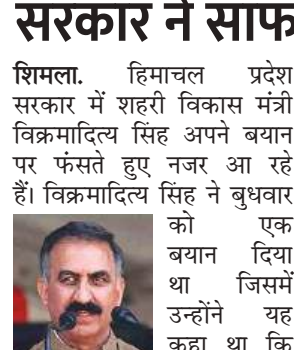 सरकार ने साफ
शिमला. हिमाचल प्रदेश
सरकार में शहरी विकास मंत्री
विक्रमादित्य सिंह अपने बयान
पर फंसते हुए नजर आ रहे
हैं। विक्रमादित्य सिंह ने बुधवार
को एक
बयान दिया
था जिसमें
उन्होंने यह
कहा था कि